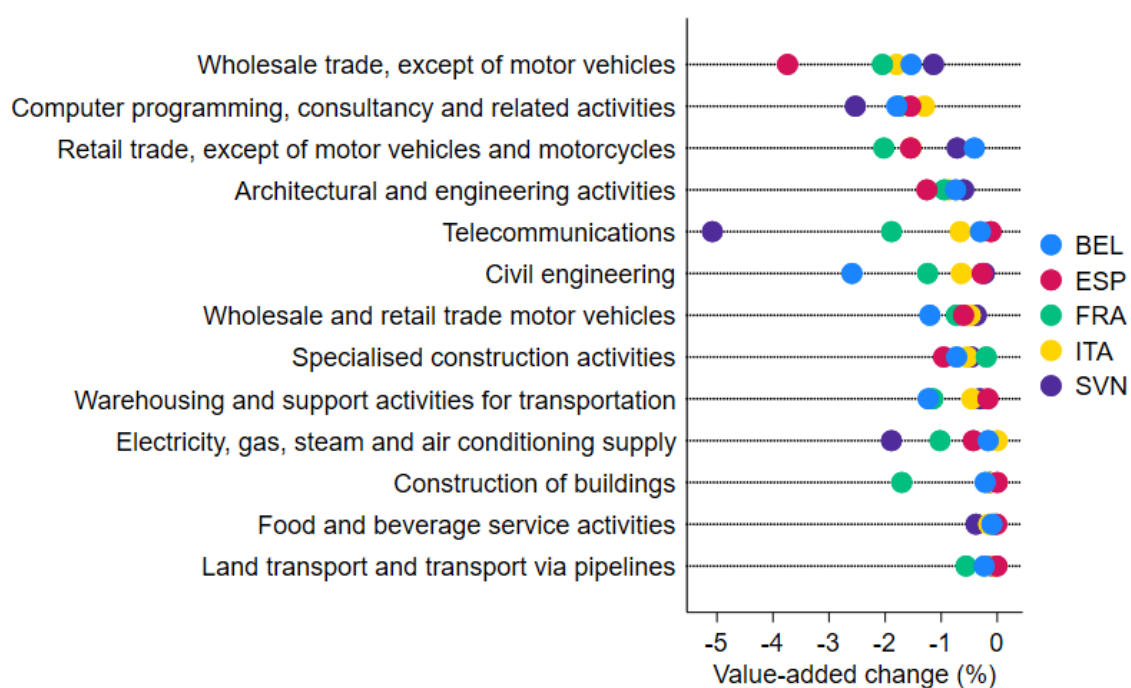 Wholesale trade, except of motor vehicles
Computer programming, consultancy and related activities
Retail trade, except of motor vehicles and motorcycles
Architectural and engineering activities
Telecommunications
Civil engineering
Wholesale and retail trade motor vehicles
Specialised construction activities
Warehousing and support activities for transportation
Electricity, gas, steam and air conditioning supply
Construction of buildings
Food and beverage service activities
Land transport and transport via pipelines
BEL
ESP
FRA
ITA
SVN
-5 -4 -3 -2 -1 0
Value-added change (%)